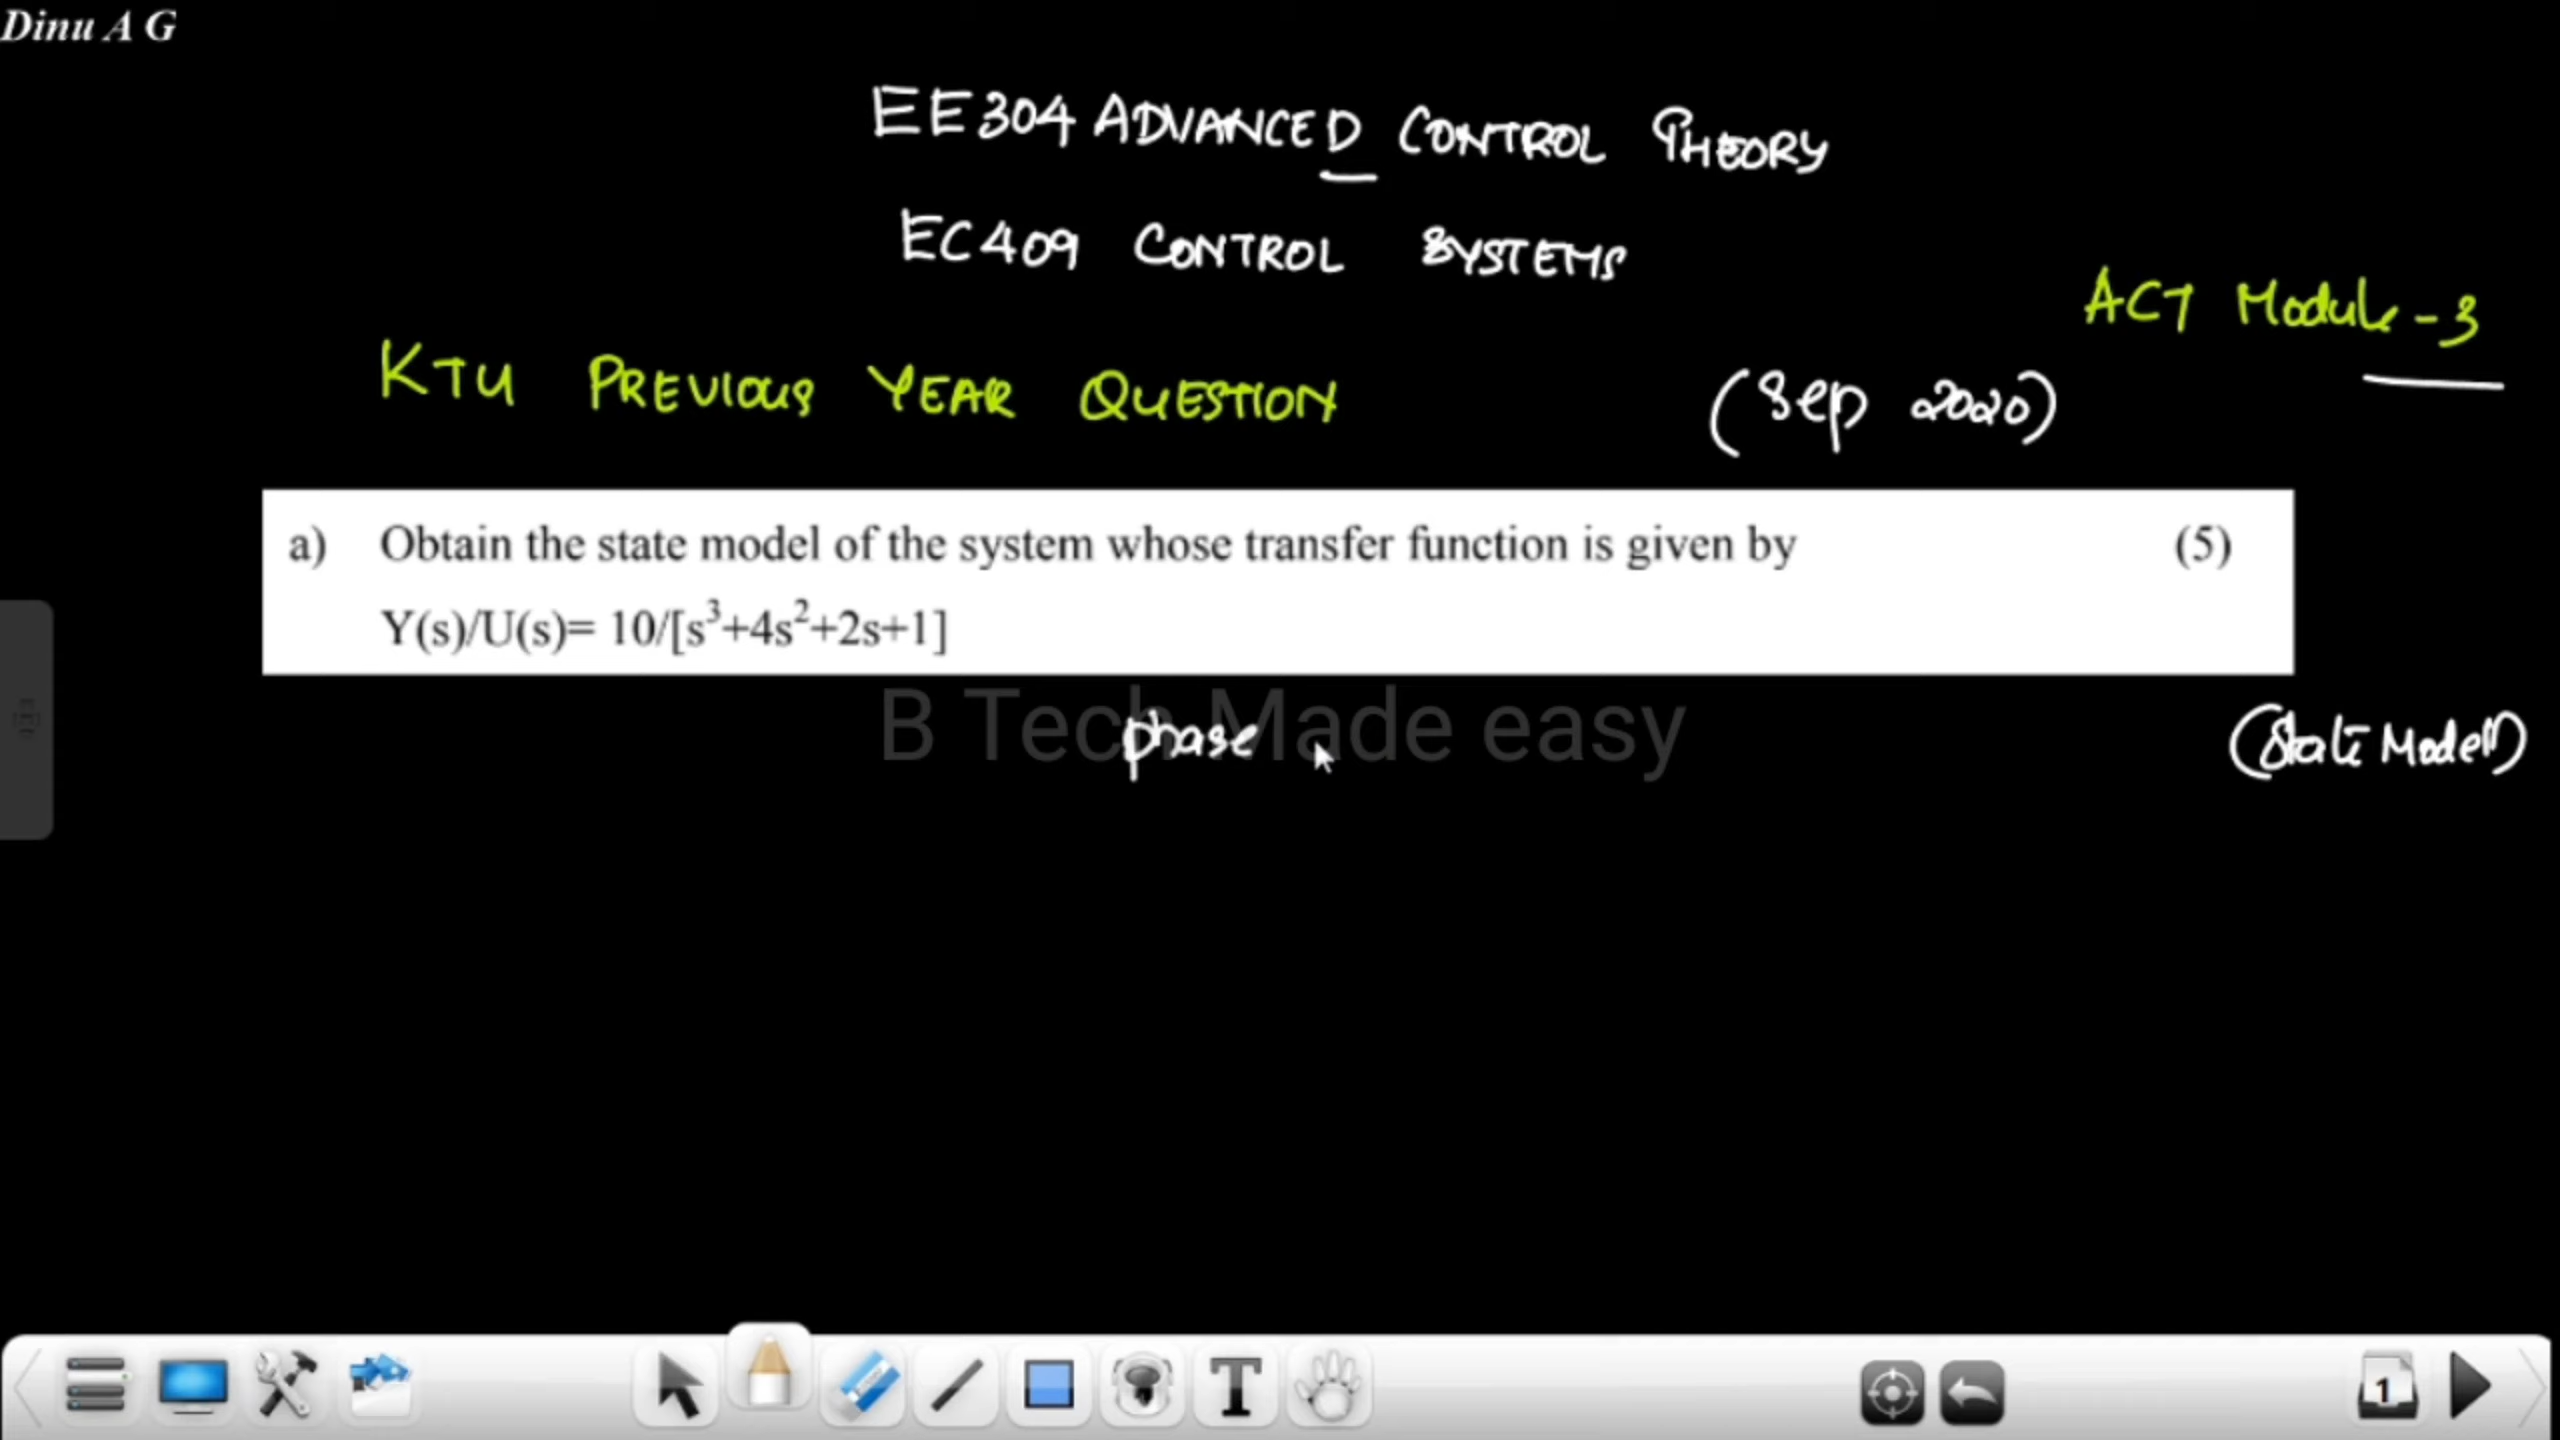 Dinu A G
EE304 ADVANCED CONTROL THEORY
EC409 CONTROL SYSTEMS
ACT Module-3
KTU PREVIOUS YEAR QUESTION (Sep 2020)
a) Obtain the state model of the system whose transfer function is given by (5)
Y(s)/U(s)= 10/[s³+4s²+2s+1]
B Tech Made easy
phase
(State Model)
T
1